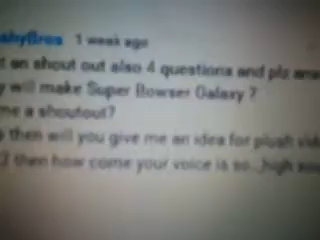 ahyBros 1 week ago
t an shout out also 4 questions and plz
y will make Super Bowser Galaxy ?
me a shoutout?
then will you give me an idea for plush
then how come your voice is so...high